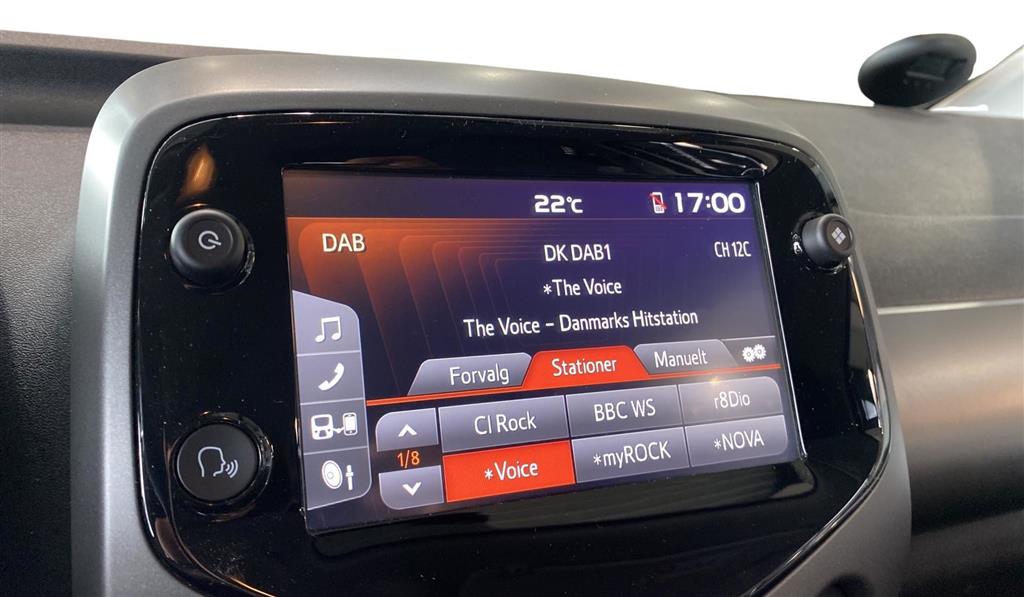 22°C 17:00
DAB
DK DAB1 CH 12C
*The Voice
The Voice - Danmarks Hitstation
Forvalg Stationer Manuelt
Cl Rock BBC WS r8Dio
1/8
*Voice *myROCK *NOVA